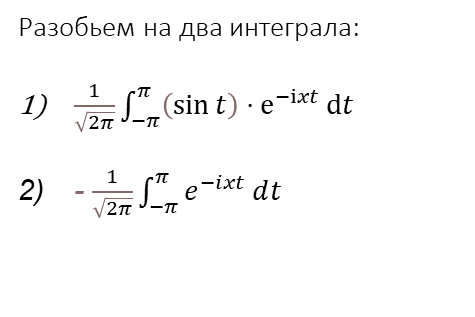 Разобьем на два интеграла:
1) 1/√2π ∫_{-π}^{π} (sin t) · e^{-ixt} dt
2) - 1/√2π ∫_{-π}^{π} e^{-ixt} dt